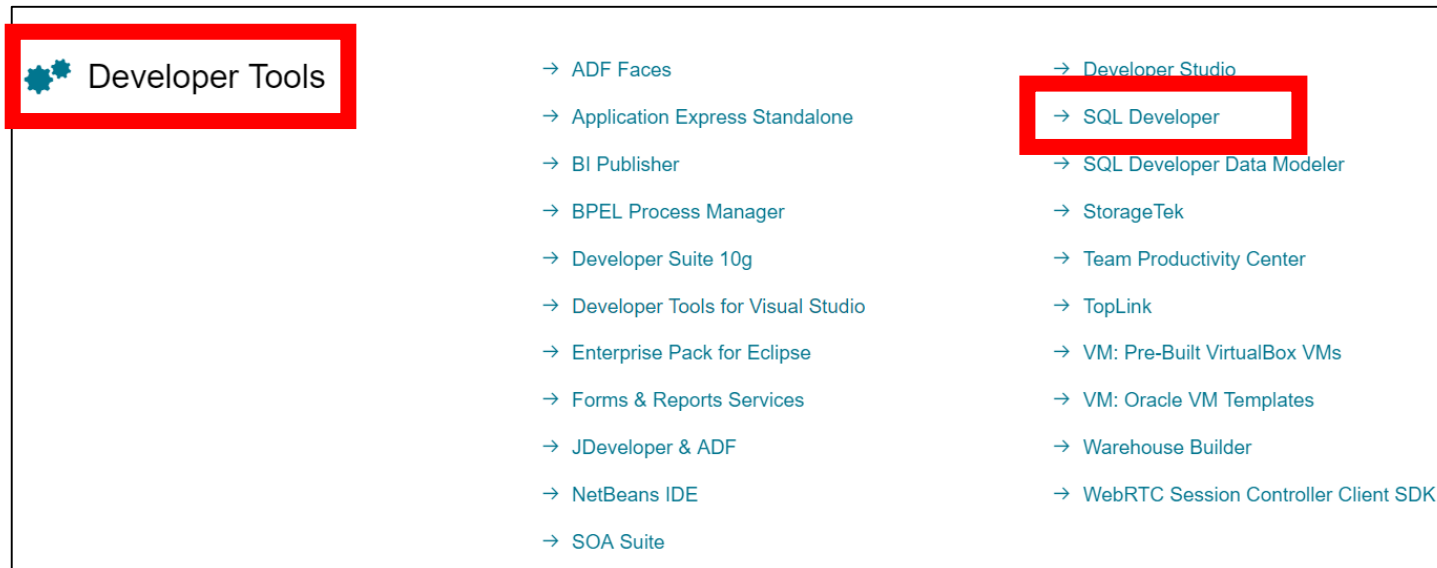 Developer Tools
→ ADF Faces
→ Application Express Standalone
→ BI Publisher
→ BPEL Process Manager
→ Developer Suite 10g
→ Developer Tools for Visual Studio
→ Enterprise Pack for Eclipse
→ Forms & Reports Services
→ JDeveloper & ADF
→ NetBeans IDE
→ SOA Suite
→ Developer Studio
→ SQL Developer
→ SQL Developer Data Modeler
→ StorageTek
→ Team Productivity Center
→ TopLink
→ VM: Pre-Built VirtualBox VMs
→ VM: Oracle VM Templates
→ Warehouse Builder
→ WebRTC Session Controller Client SDK